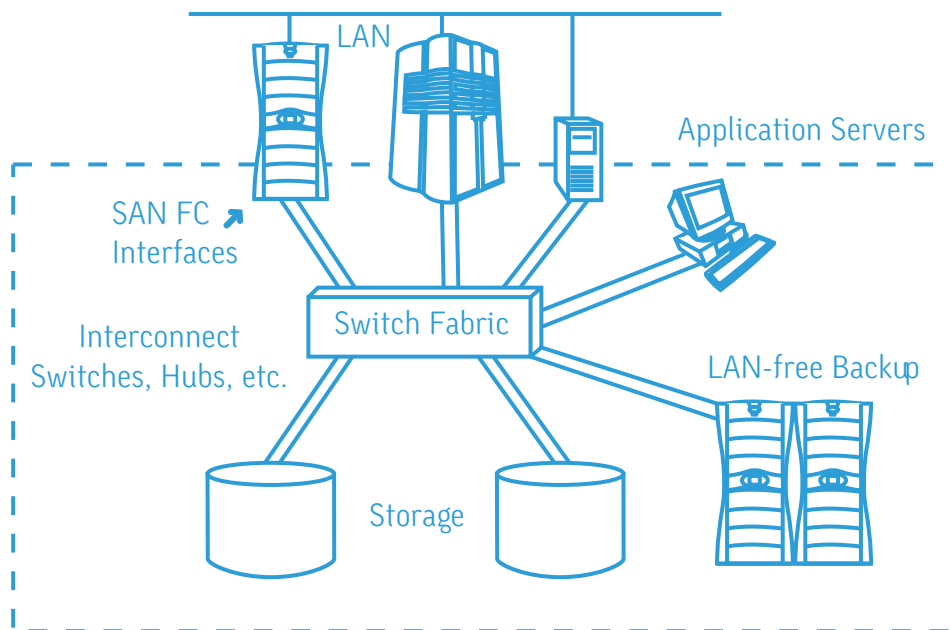 LAN
Application Servers
SAN FC
Interfaces
Switch Fabric
Interconnect
Switches, Hubs, etc.
LAN-free Backup
Storage